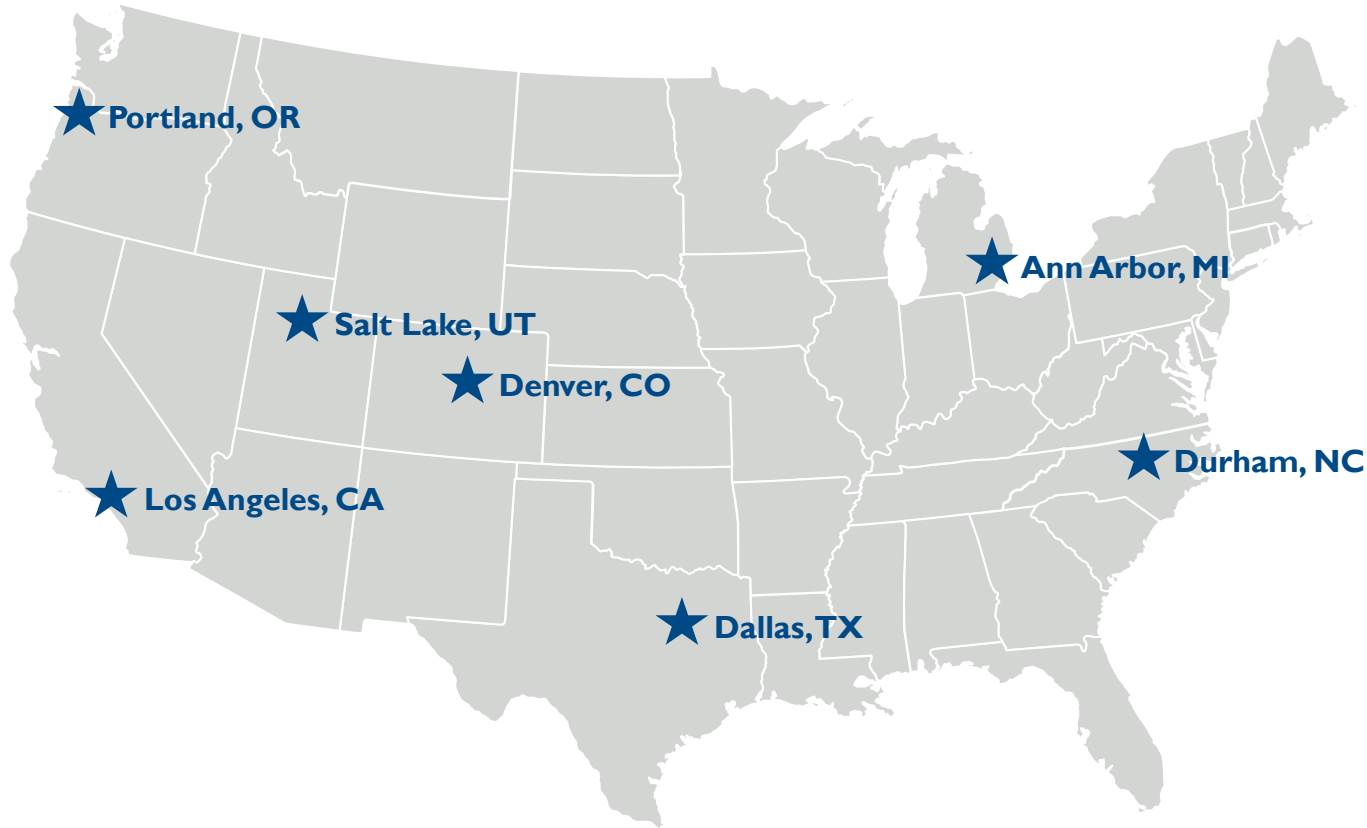 Portland, OR
Ann Arbor, MI
Salt Lake, UT
Denver, CO
Durham, NC
Los Angeles, CA
Dallas, TX